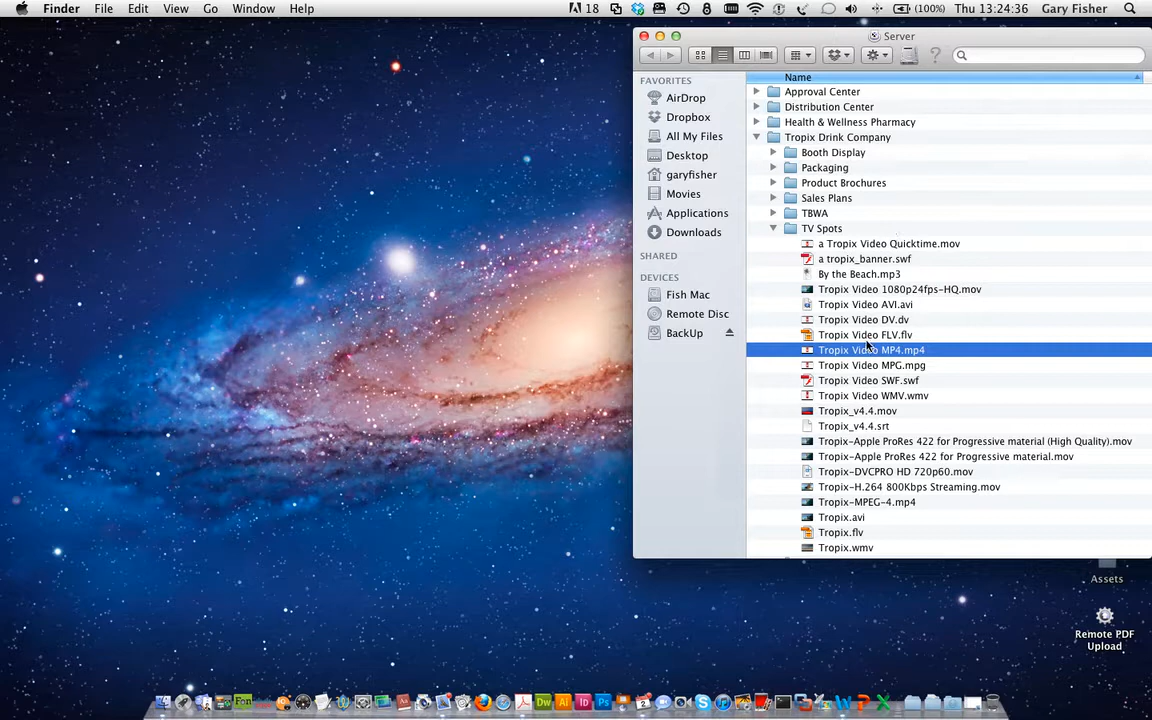 Finder File Edit View Go Window Help 18 (100%) Thu 13:24:36 Gary Fisher
Server
FAVORITES
AirDrop
Dropbox
All My Files
Desktop
garyfisher
Movies
Applications
Downloads
SHARED
DEVICES
Fish Mac
Remote Disc
BackUp
Name
Approval Center
Distribution Center
Health & Wellness Pharmacy
Tropix Drink Company
Booth Display
Packaging
Product Brochures
Sales Plans
TBWA
TV Spots
a Tropix Video Quicktime.mov
a tropix_banner.swf
By the Beach.mp3
Tropix Video 1080p24fps-HQ.mov
Tropix Video AVI.avi
Tropix Video DV.dv
Tropix Video FLV.flv
Tropix Video MP4.mp4
Tropix Video MPG.mpg
Tropix Video SWF.swf
Tropix Video WMV.wmv
Tropix_v4.4.mov
Tropix_v4.4.srt
Tropix-Apple ProRes 422 for Progressive material (High Quality).mov
Tropix-Apple ProRes 422 for Progressive material.mov
Tropix-DVCPRO HD 720p60.mov
Tropix-H.264 800Kbps Streaming.mov
Tropix-MPEG-4.mp4
Tropix.avi
Tropix.flv
Tropix.wmv
Assets
Remote PDF
Upload
Fon
Dw Ai Id Ps